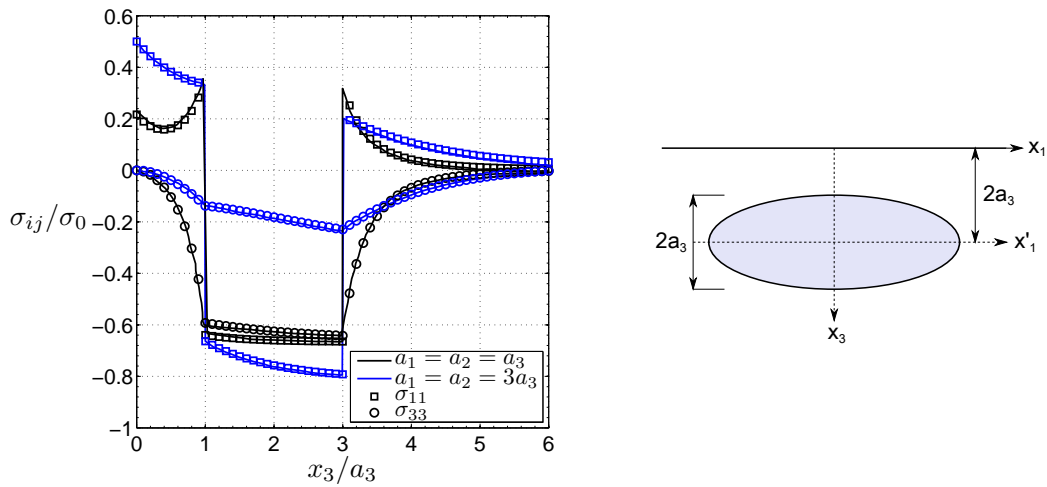 0.6
0.4
0.2
0
σij/σ0
−0.2
−0.4
−0.6
−0.8
−1
a1 = a2 = a3
a1 = a2 = 3a3
σ11
σ33
0 1 2 3 4 5 6
x3/a3
x1
2a3
2a3
x'1
x3